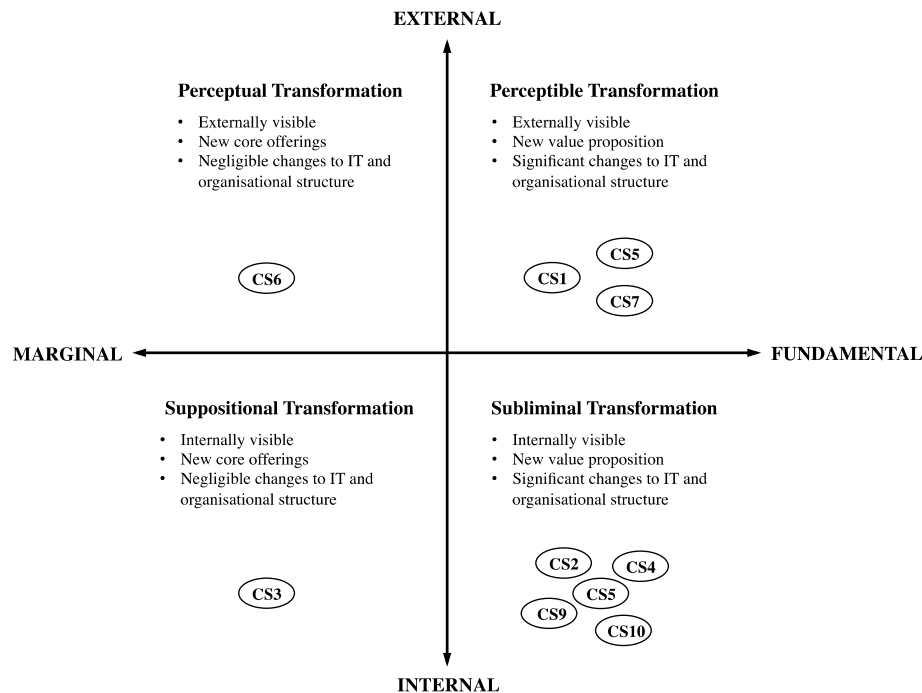 EXTERNAL
Perceptual Transformation
• Externally visible
• New core offerings
• Negligible changes to IT and
organisational structure
CS6
Perceptible Transformation
• Externally visible
• New value proposition
• Significant changes to IT and
organisational structure
CS5
CS1
CS7
MARGINAL
FUNDAMENTAL
Suppositional Transformation
• Internally visible
• New core offerings
• Negligible changes to IT and
organisational structure
CS3
Subliminal Transformation
• Internally visible
• New value proposition
• Significant changes to IT and
organisational structure
CS2
CS4
CS5
CS9
CS10
INTERNAL